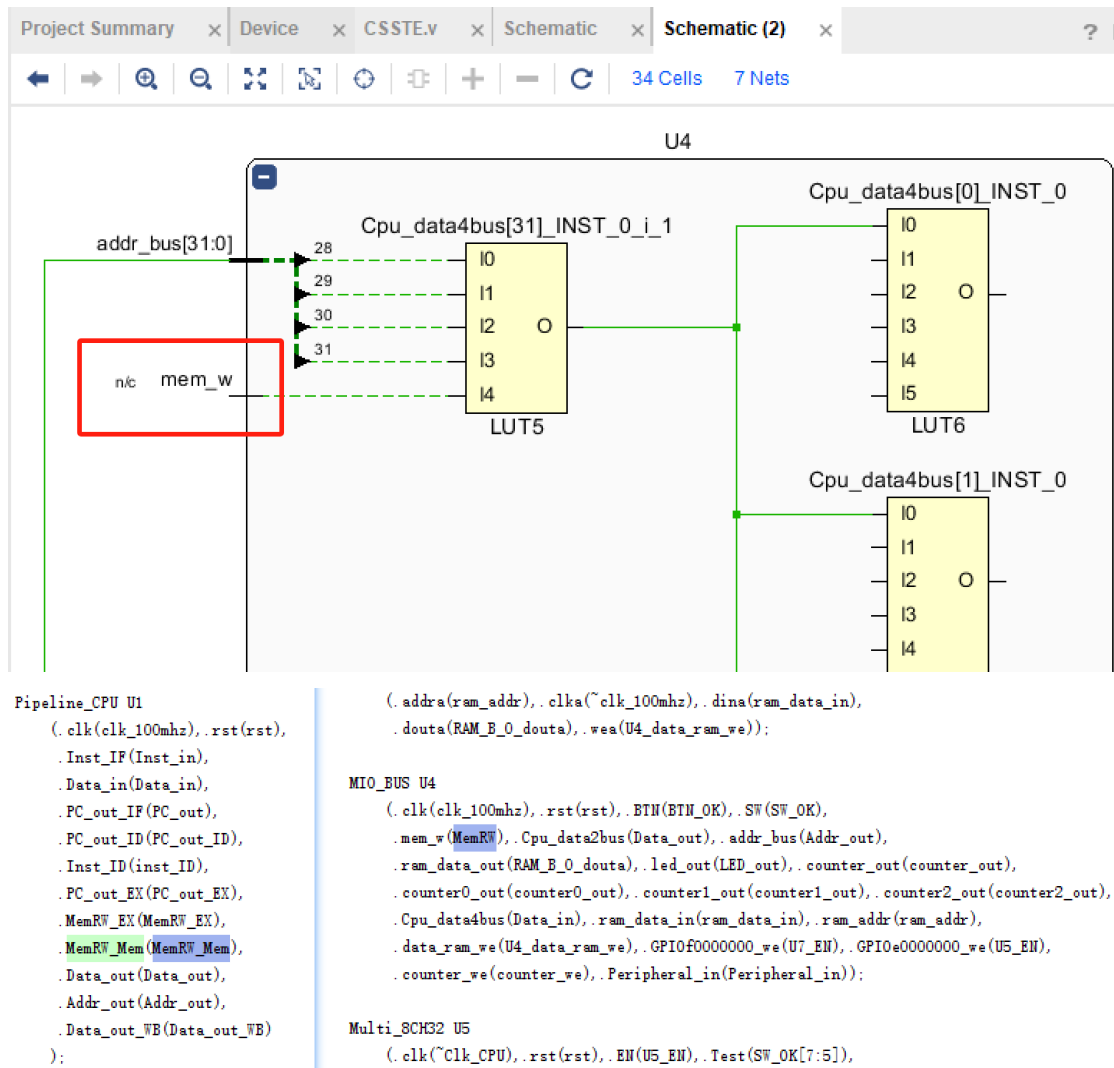 Project Summary × Device × CSSTE.v × Schematic × Schematic (2) × ?
34 Cells 7 Nets
U4
Cpu_data4bus[0]_INST_0
Cpu_data4bus[31]_INST_0_i_1
addr_bus[31:0]
28
29
30
31
I0
I1
I2 O
I3
I4
LUT5
n/c mem_w
I0
I1
I2 O
I3
I4
I5
LUT6
Cpu_data4bus[1]_INST_0
I0
I1
I2 O
I3
I4
Pipeline_CPU U1
(.clk(clk_100mhz),.rst(rst),
.Inst_IF(Inst_in),
.Data_in(Data_in),
.PC_out_IF(PC_out),
.PC_out_ID(PC_out_ID),
.Inst_ID(inst_ID),
.PC_out_EX(PC_out_EX),
.MemRW_EX(MemRW_EX),
.MemRW_Mem(MemRW_Mem),
.Data_out(Data_out),
.Addr_out(Addr_out),
.Data_out_WB(Data_out_WB)
);
(.addra(ram_addr),.clka(~clk_100mhz),.dina(ram_data_in),
.douta(RAM_B_0_douta),.wea(U4_data_ram_we));
MIO_BUS U4
(.clk(clk_100mhz),.rst(rst),.BTN(BTN_OK),.SW(SW_OK),
.mem_w(MemRW),.Cpu_data2bus(Data_out),.addr_bus(Addr_out),
.ram_data_out(RAM_B_0_douta),.led_out(LED_out),.counter_out(counter_out),
.counter0_out(counter0_out),.counter1_out(counter1_out),.counter2_out(counter2_out),
.Cpu_data4bus(Data_in),.ram_data_in(ram_data_in),.ram_addr(ram_addr),
.data_ram_we(U4_data_ram_we),.GPIOf0000000_we(U7_EN),.GPIOe0000000_we(U5_EN),
.counter_we(counter_we),.Peripheral_in(Peripheral_in));
Multi_8CH32 U5
(.clk(~Clk_CPU),.rst(rst),.EN(U5_EN),.Test(SW_OK[7:5]),